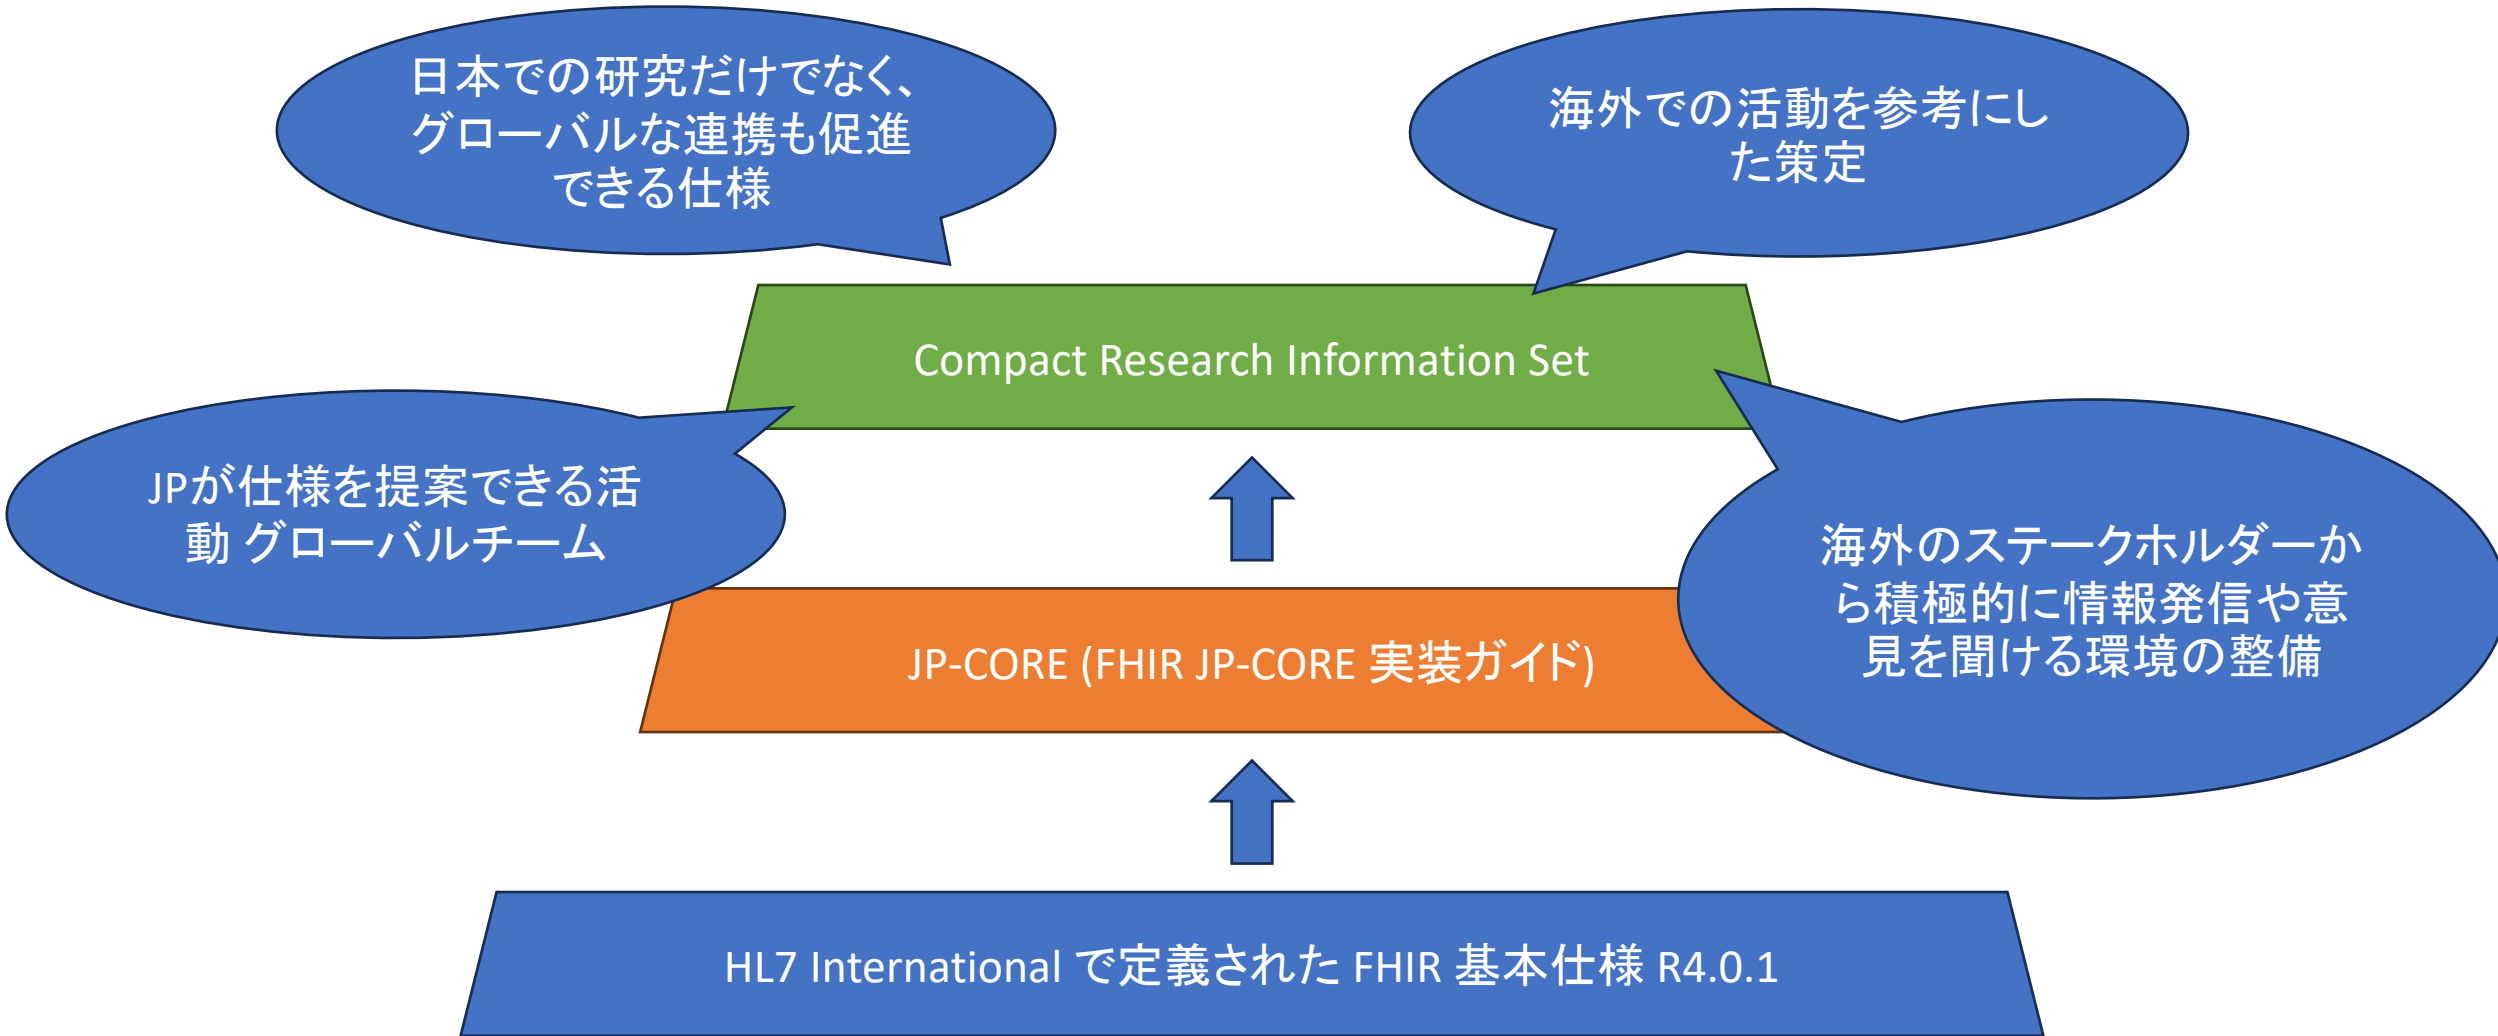 日本での研究だけでなく、
グローバルな連携も促進
できる仕様
海外での活動を参考にし
た策定
Compact Research Information Set
JPが仕様を提案できる活
動 グローバルチーム
海外のステークホルダーか
ら積極的に情報発信や意
見を聞ける環境の整備
JP-CORE (FHIR JP-CORE 実装ガイド)
HL7 International で定義された FHIR 基本仕様 R4.0.1